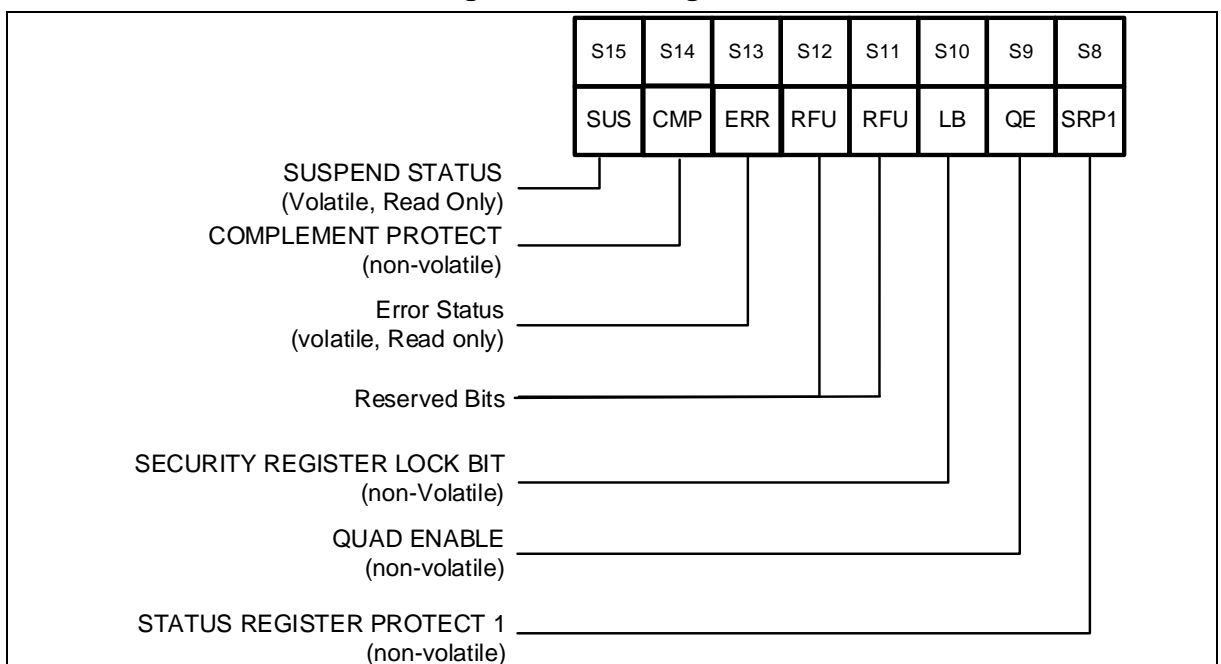 S15 S14 S13 S12 S11 S10 S9 S8
SUS CMP ERR RFU RFU LB QE SRP1
SUSPEND STATUS
(Volatile, Read Only)
COMPLEMENT PROTECT
(non-volatile)
Error Status
(volatile, Read only)
Reserved Bits
SECURITY REGISTER LOCK BIT
(non-Volatile)
QUAD ENABLE
(non-volatile)
STATUS REGISTER PROTECT 1
(non-volatile)